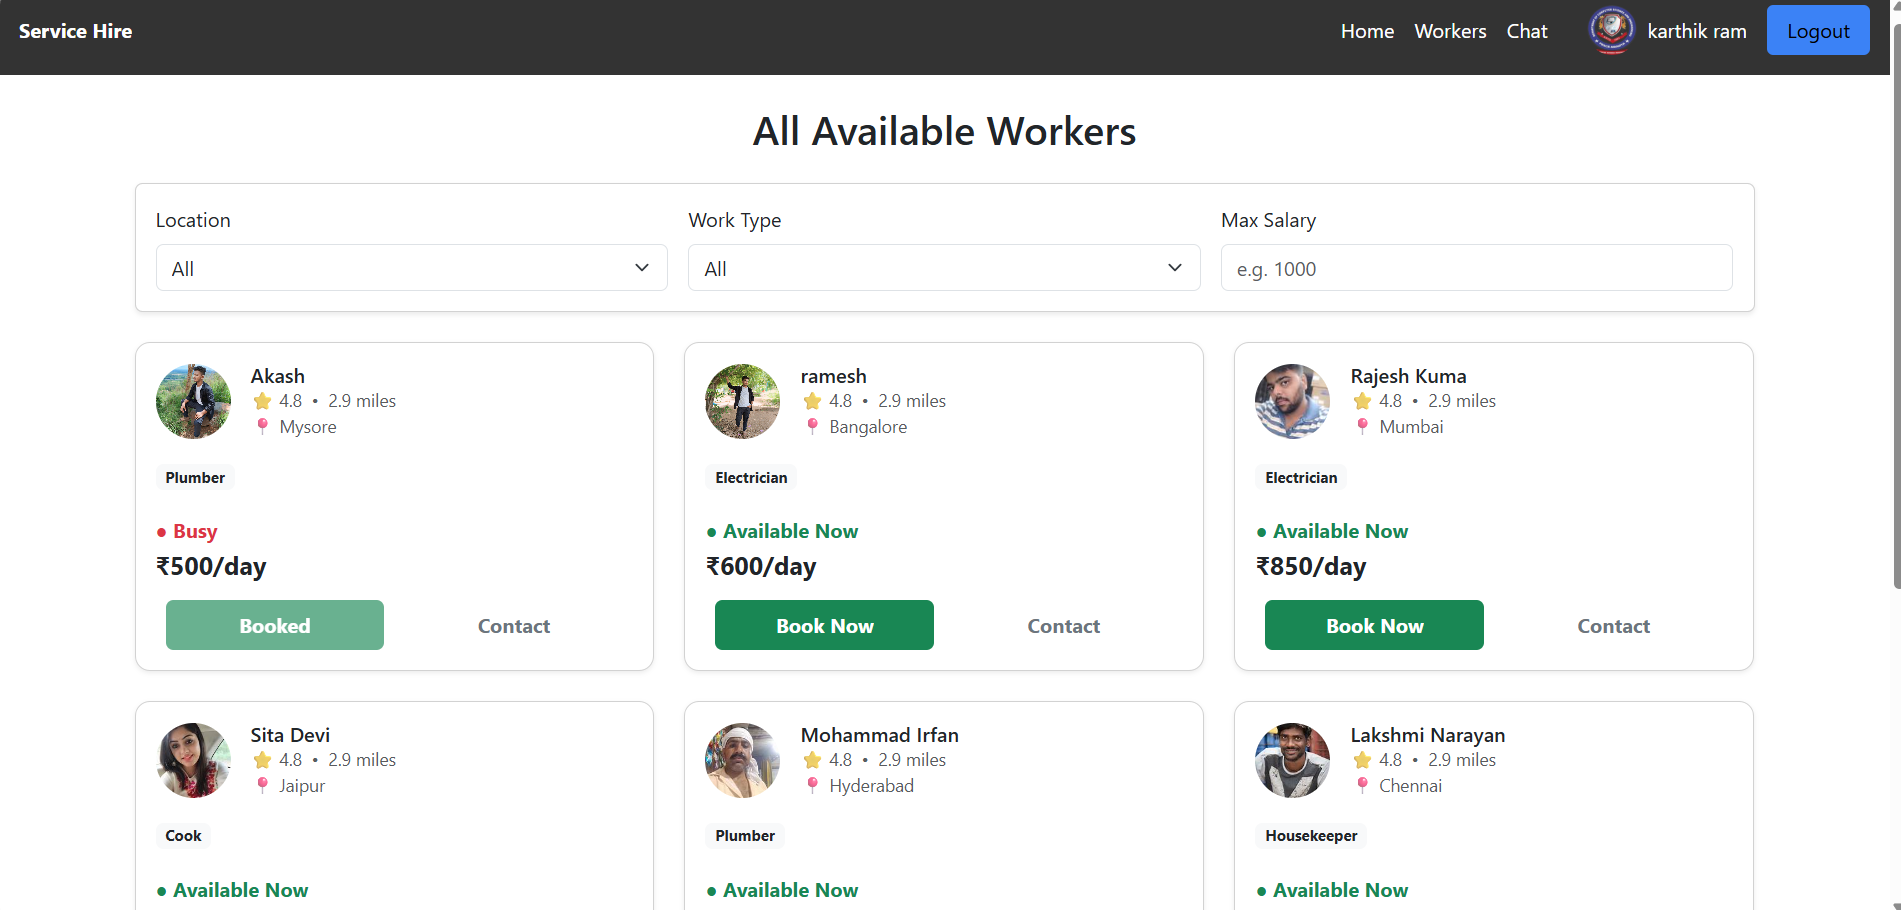 Service Hire
Home Workers Chat karthik ram Logout
All Available Workers
Location Work Type Max Salary
All All e.g. 1000
Akash
4.8 • 2.9 miles
Mysore
Plumber
● Busy
₹500/day
Booked Contact
ramesh
4.8 • 2.9 miles
Bangalore
Electrician
● Available Now
₹600/day
Book Now Contact
Rajesh Kuma
4.8 • 2.9 miles
Mumbai
Electrician
● Available Now
₹850/day
Book Now Contact
Sita Devi
4.8 • 2.9 miles
Jaipur
Cook
● Available Now
Mohammad Irfan
4.8 • 2.9 miles
Hyderabad
Plumber
● Available Now
Lakshmi Narayan
4.8 • 2.9 miles
Chennai
Housekeeper
● Available Now